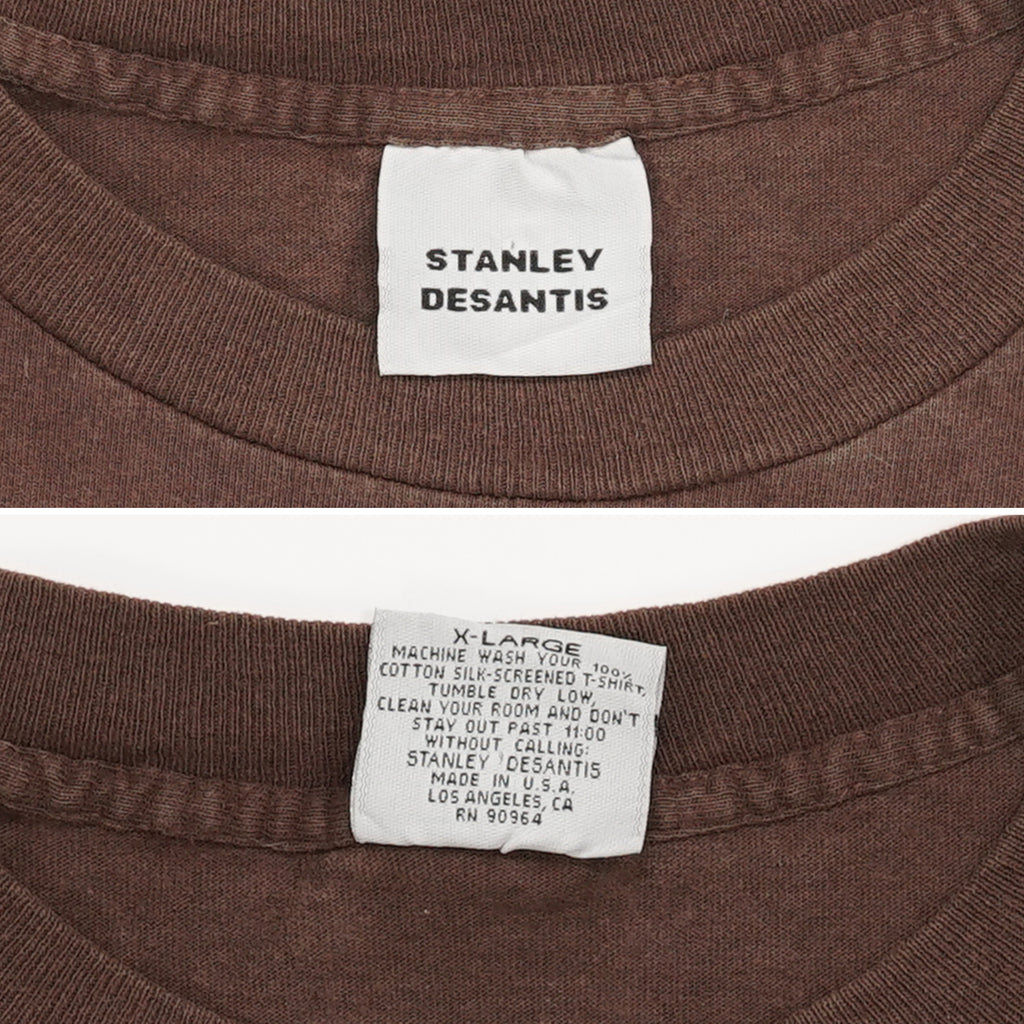 STANLEY
DESANTIS
X-LARGE
MACHINE WASH YOUR 100%
COTTON SILK-SCREENED T-SHIRT,
TUMBLE DRY LOW,
CLEAN YOUR ROOM AND DON'T
STAY OUT PAST 11:00
WITHOUT CALLING:
STANLEY DESANTIS
MADE IN U.S.A.
LOS ANGELES, CA
RN 90964